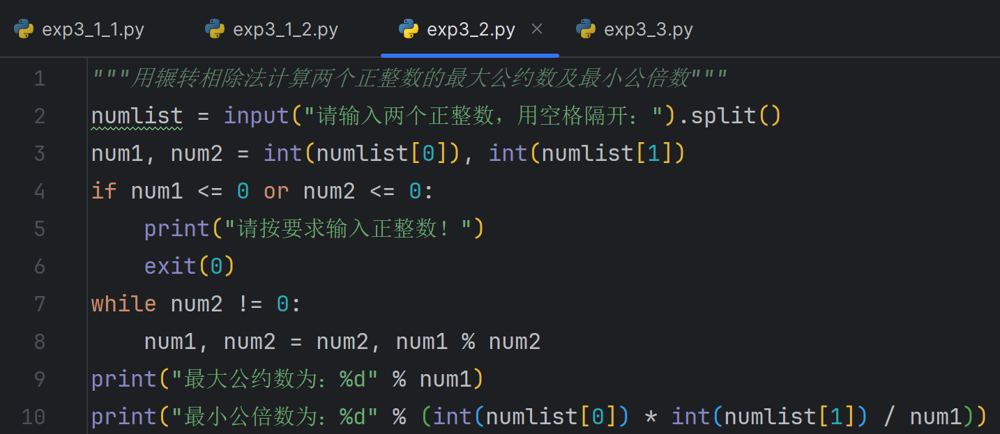 exp3_1_1.py exp3_1_2.py exp3_2.py × exp3_3.py
1 """用辗转相除法计算两个正整数的最大公约数及最小公倍数"""
2 numlist = input("请输入两个正整数，用空格隔开：").split()
3 num1, num2 = int(numlist[0]), int(numlist[1])
4 if num1 <= 0 or num2 <= 0:
5     print("请按要求输入正整数！")
6     exit(0)
7 while num2 != 0:
8     num1, num2 = num2, num1 % num2
9 print("最大公约数为：%d" % num1)
10 print("最小公倍数为：%d" % (int(numlist[0]) * int(numlist[1]) / num1))